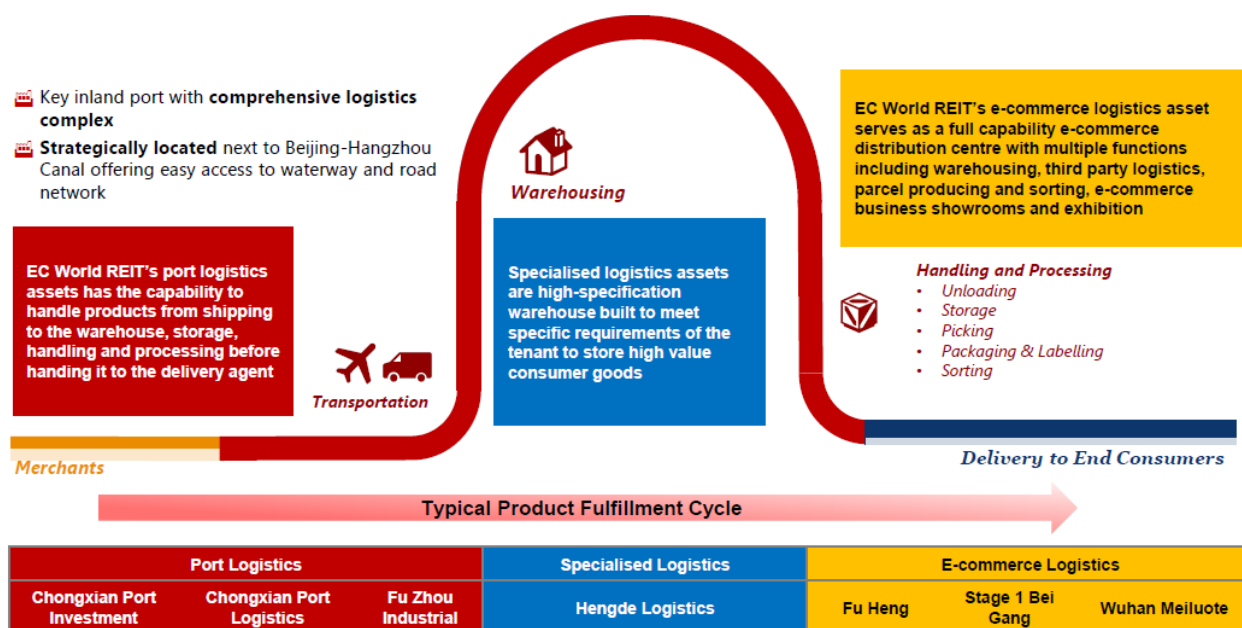 Key inland port with comprehensive logistics
complex
Strategically located next to Beijing-Hangzhou
Canal offering easy access to waterway and road
network
EC World REIT's port logistics
assets has the capability to
handle products from shipping
to the warehouse, storage,
handling and processing before
handing it to the delivery agent
Transportation
Merchants
Warehousing
Specialised logistics assets
are high-specification
warehouse built to meet
specific requirements of the
tenant to store high value
consumer goods
EC World REIT's e-commerce logistics asset
serves as a full capability e-commerce
distribution centre with multiple functions
including warehousing, third party logistics,
parcel producing and sorting, e-commerce
business showrooms and exhibition
Handling and Processing
• Unloading
• Storage
• Picking
• Packaging & Labelling
• Sorting
Delivery to End Consumers
Typical Product Fulfillment Cycle
Port Logistics
Specialised Logistics
E-commerce Logistics
Chongxian Port
Investment
Chongxian Port
Logistics
Fu Zhou
Industrial
Hengde Logistics
Fu Heng
Stage 1 Bei
Gang
Wuhan Meiluote